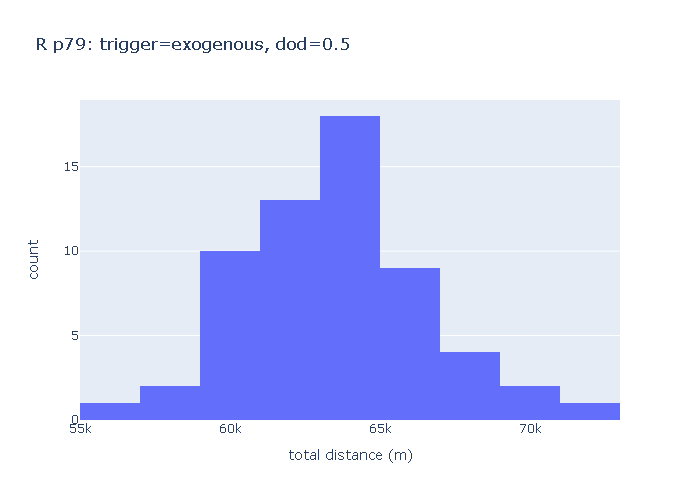 R p79: trigger=exogenous, dod=0.5
15
10
5
0
count
55k
60k
65k
70k
total distance (m)